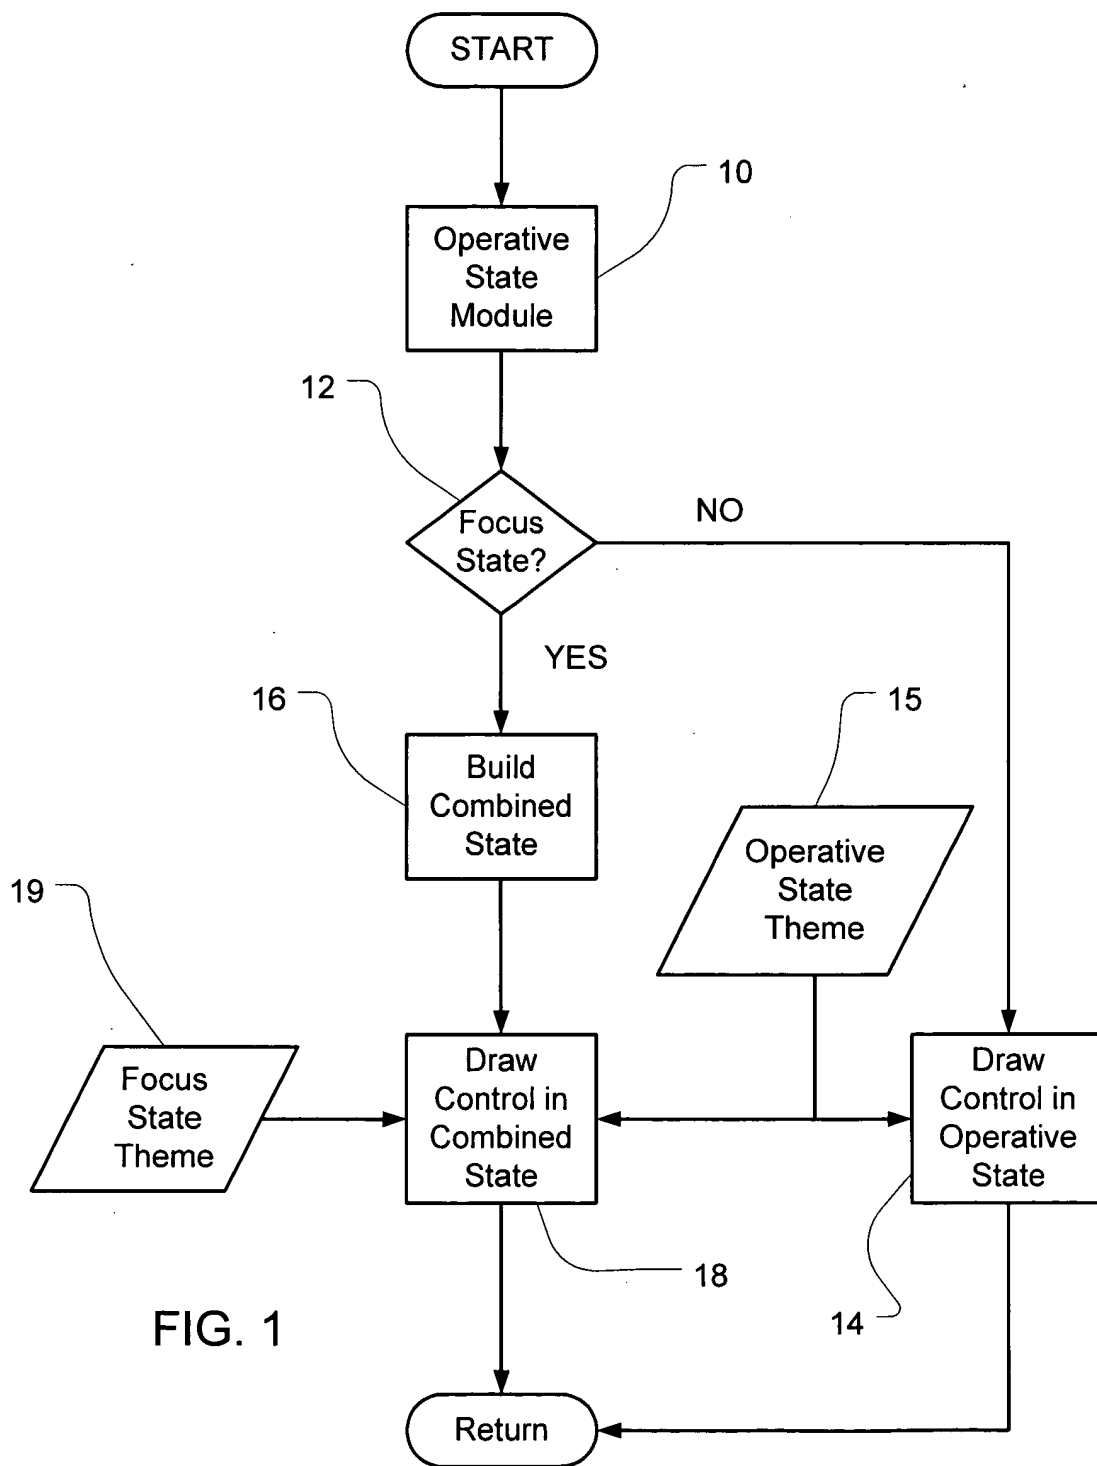 START
10
Operative
State
Module
12
Focus
State?
NO
YES
16
Build
Combined
State
15
Operative
State
Theme
19
Focus
State
Theme
Draw
Control in
Combined
State
Draw
Control in
Operative
State
18
14
FIG. 1
Return